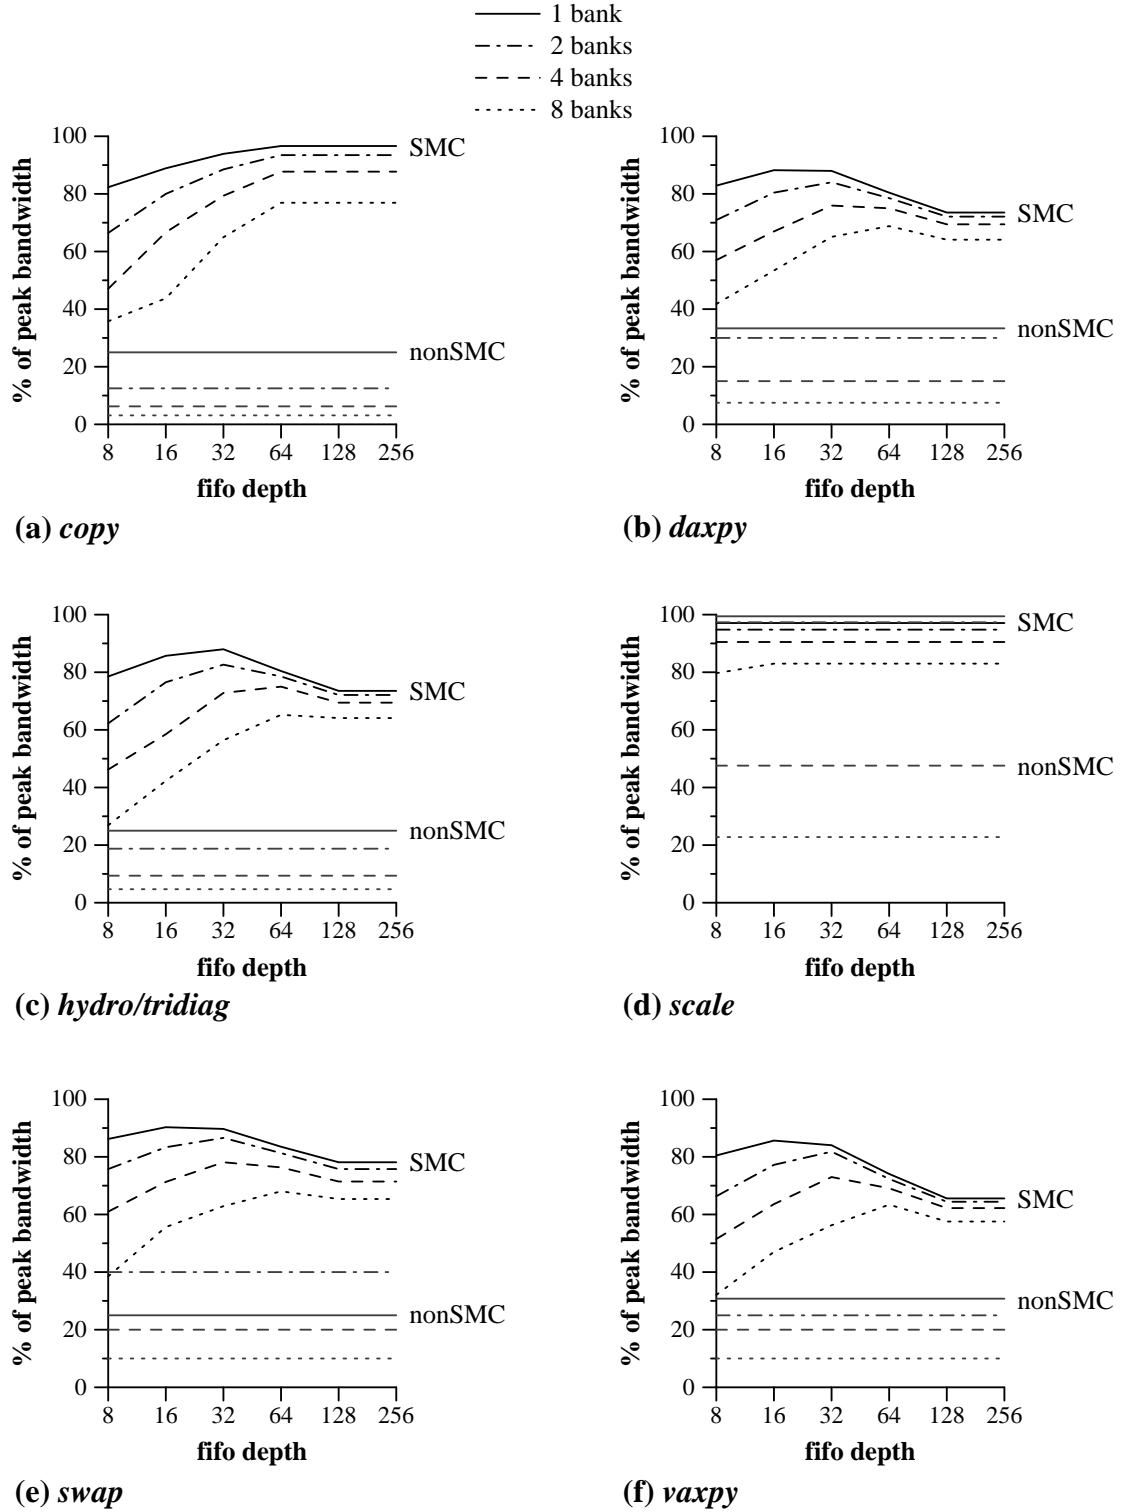 1 bank
2 banks
4 banks
8 banks
100
80
60
40
20
0
% of peak bandwidth
SMC
nonSMC
8 16 32 64 128 256
fifo depth
(a) copy
100
80
60
40
20
0
% of peak bandwidth
SMC
nonSMC
8 16 32 64 128 256
fifo depth
(b) daxpy
100
80
60
40
20
0
% of peak bandwidth
SMC
nonSMC
8 16 32 64 128 256
fifo depth
(c) hydro/tridiag
100
80
60
40
20
0
% of peak bandwidth
SMC
nonSMC
8 16 32 64 128 256
fifo depth
(d) scale
100
80
60
40
20
0
% of peak bandwidth
SMC
nonSMC
8 16 32 64 128 256
fifo depth
(e) swap
100
80
60
40
20
0
% of peak bandwidth
SMC
nonSMC
8 16 32 64 128 256
fifo depth
(f) vaxpy